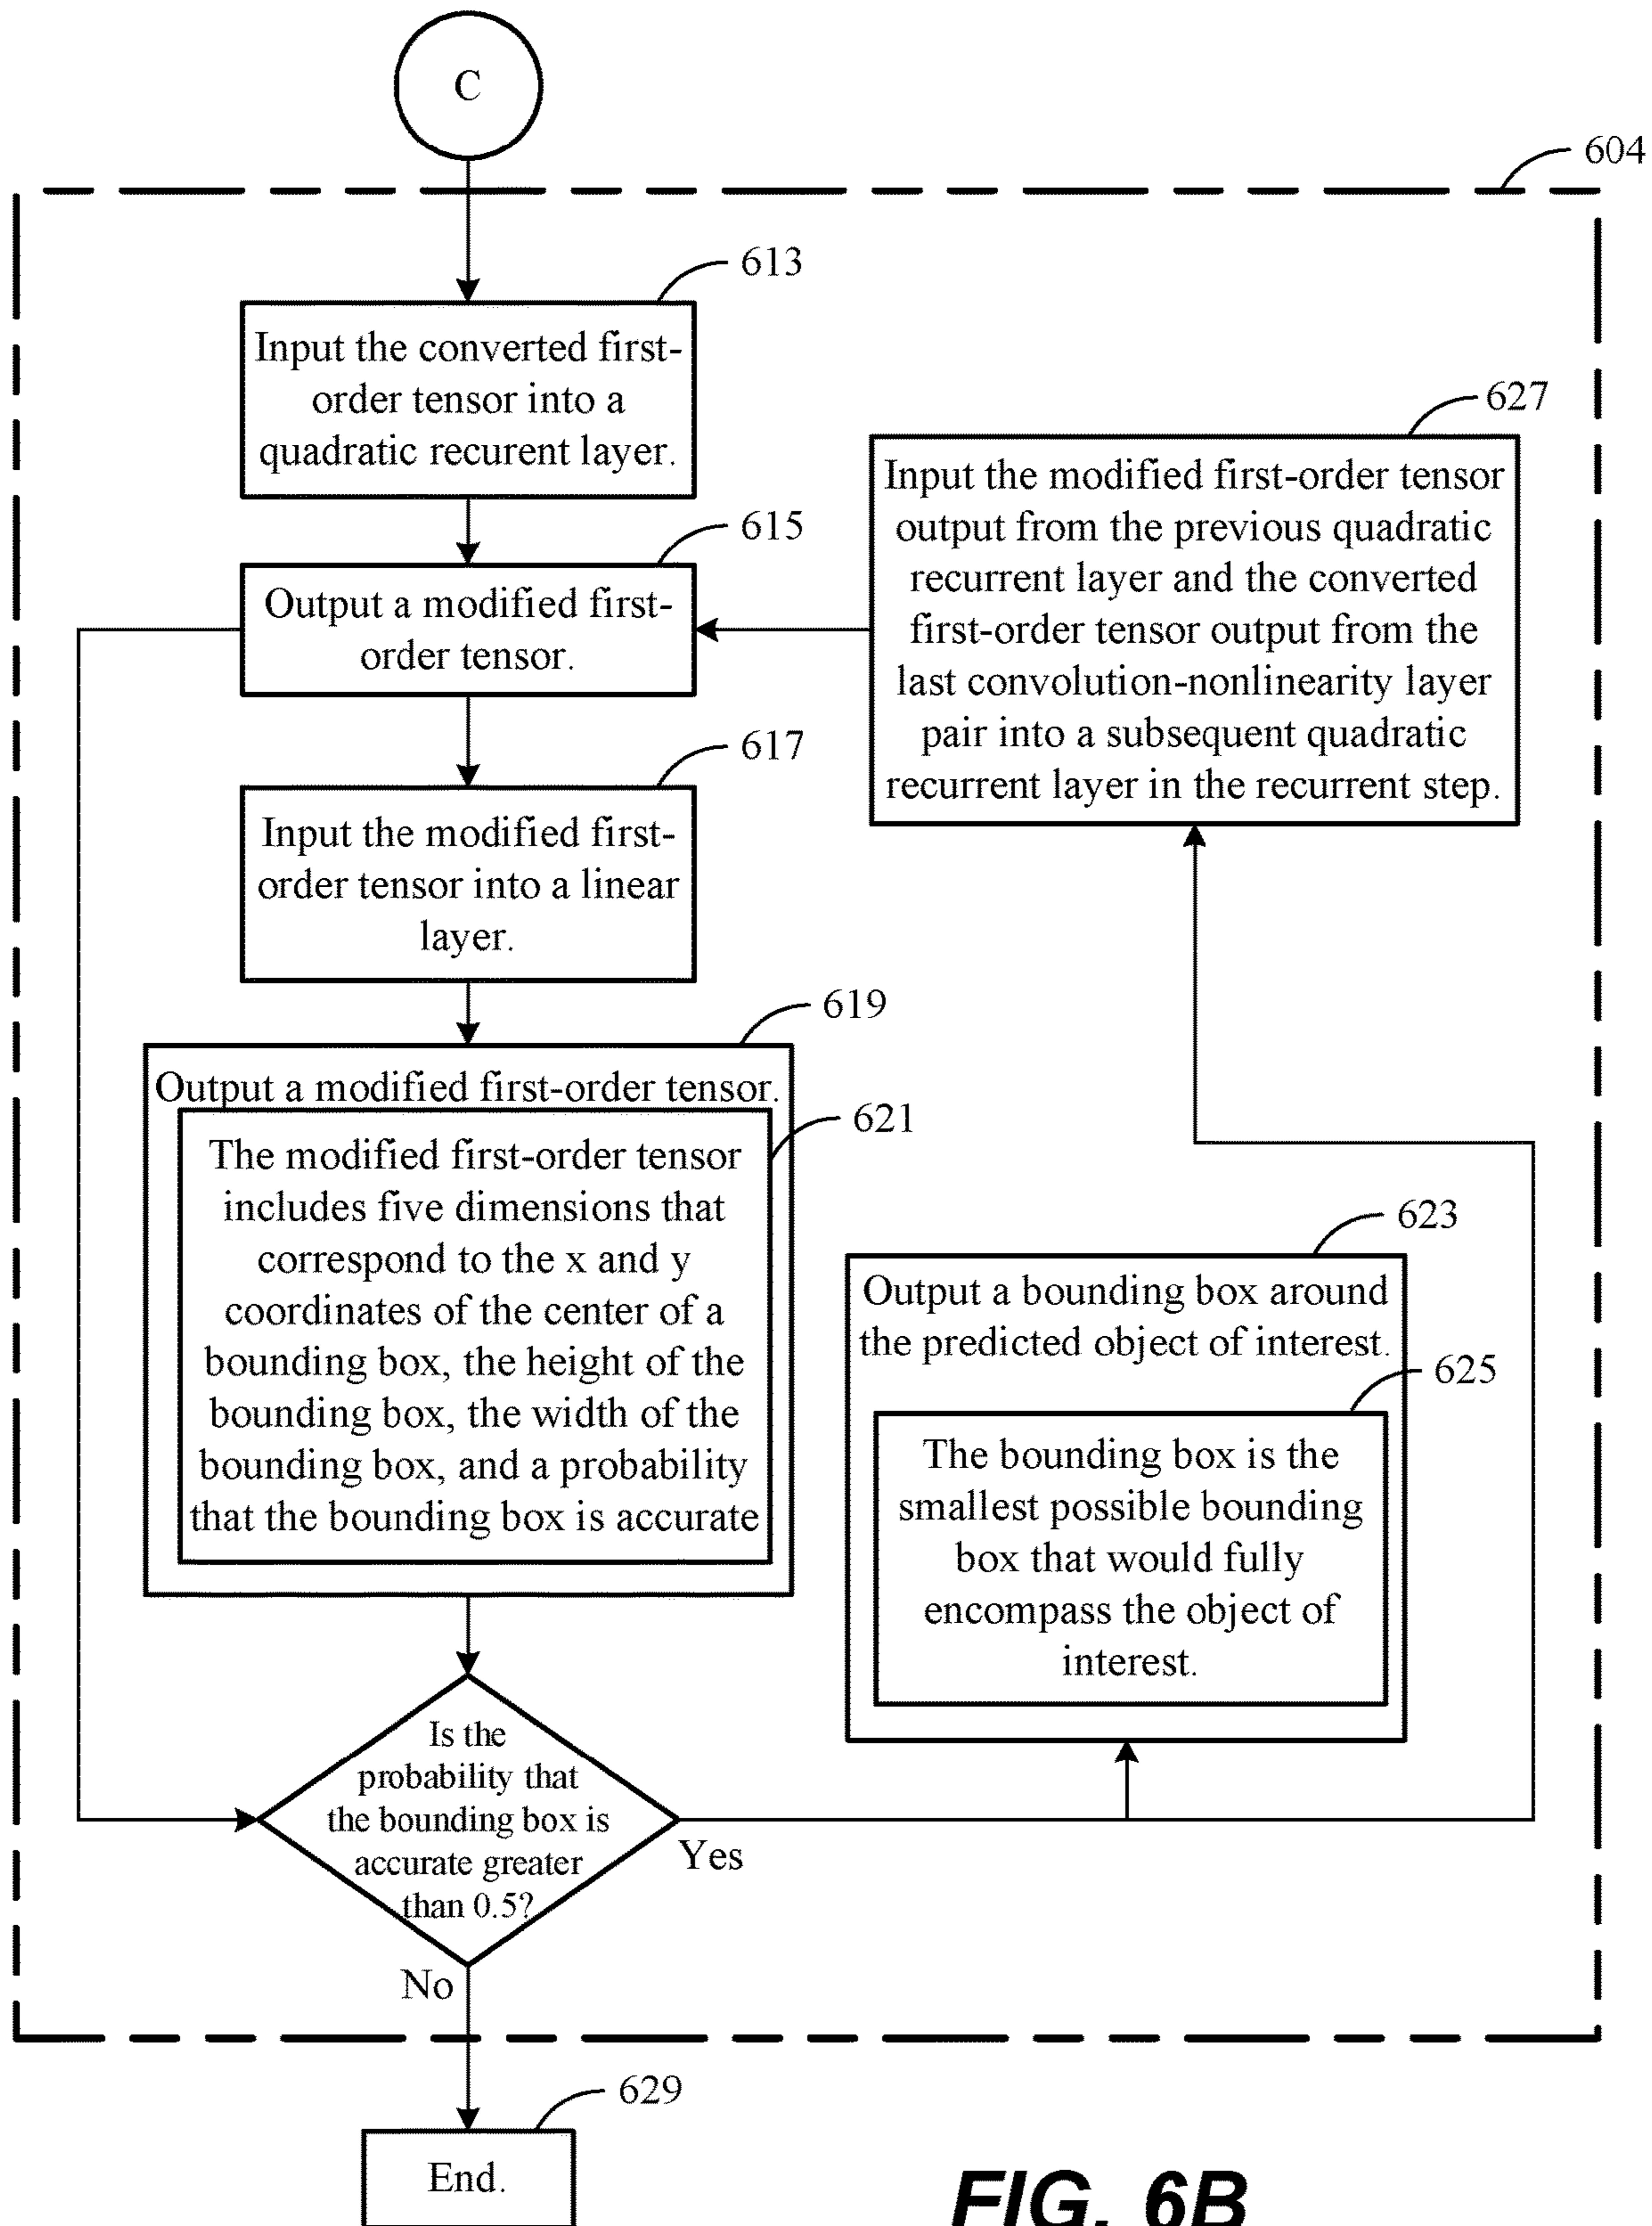 C
604
613
Input the converted first-
order tensor into a
quadratic recurent layer.
627
Input the modified first-order tensor
output from the previous quadratic
recurrent layer and the converted
first-order tensor output from the
last convolution-nonlinearity layer
pair into a subsequent quadratic
recurrent layer in the recurrent step.
615
Output a modified first-
order tensor.
617
Input the modified first-
order tensor into a linear
layer.
619
Output a modified first-order tensor.
621
The modified first-order tensor
includes five dimensions that
correspond to the x and y
coordinates of the center of a
bounding box, the height of the
bounding box, the width of the
bounding box, and a probability
that the bounding box is accurate
623
Output a bounding box around
the predicted object of interest.
625
The bounding box is the
smallest possible bounding
box that would fully
encompass the object of
interest.
Is the
probability that
the bounding box is
accurate greater
than 0.5?
Yes
No
629
End.
FIG. 6B